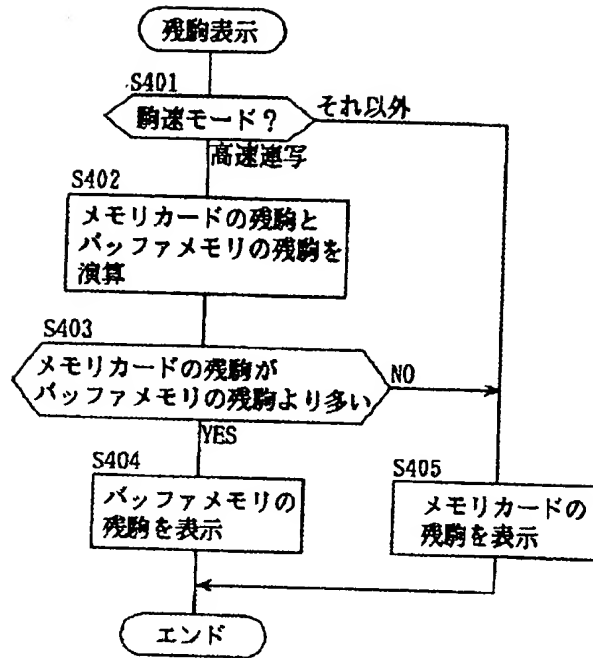 残駒表示
S401
駒速モード?
それ以外
高速連写
S402
メモリカードの残駒と
バッファメモリの残駒を
演算
S403
メモリカードの残駒が
バッファメモリの残駒より多い
NO
YES
S404
バッファメモリの
残駒を表示
S405
メモリカードの
残駒を表示
エンド